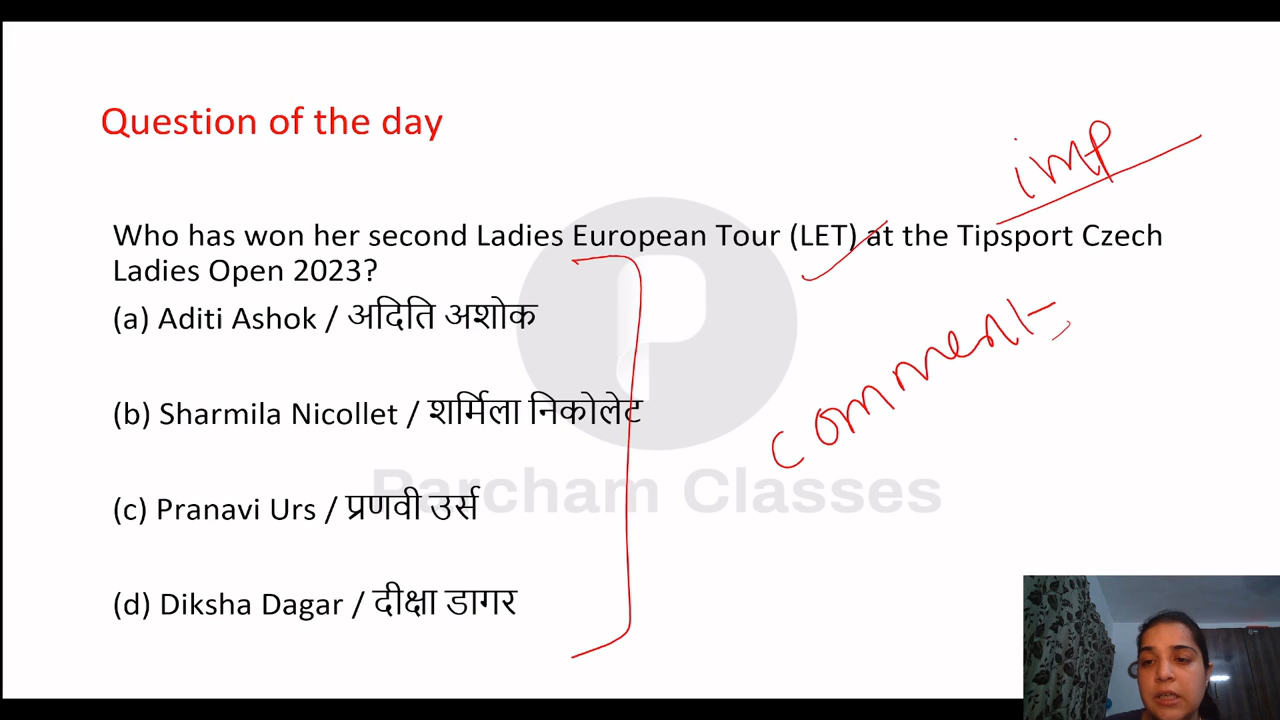 Question of the day
imp
Who has won her second Ladies European Tour (LET) at the Tipsport Czech
Ladies Open 2023?
(a) Aditi Ashok / अदिति अशोक
comment
(b) Sharmila Nicollet / शर्मिला निकोलेट
Parcham Classes
(c) Pranavi Urs / प्रणवी उर्स
(d) Diksha Dagar / दीक्षा डागर